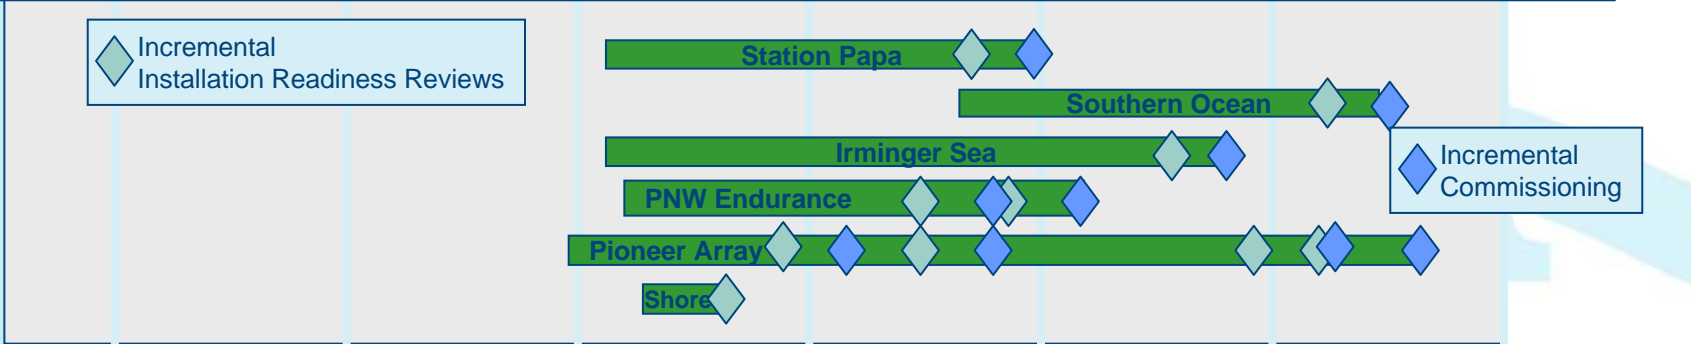 Incremental
Installation Readiness Reviews
Station Papa
Southern Ocean
Irminger Sea
Incremental
Commissioning
PNW Endurance
Pioneer Array
Shore